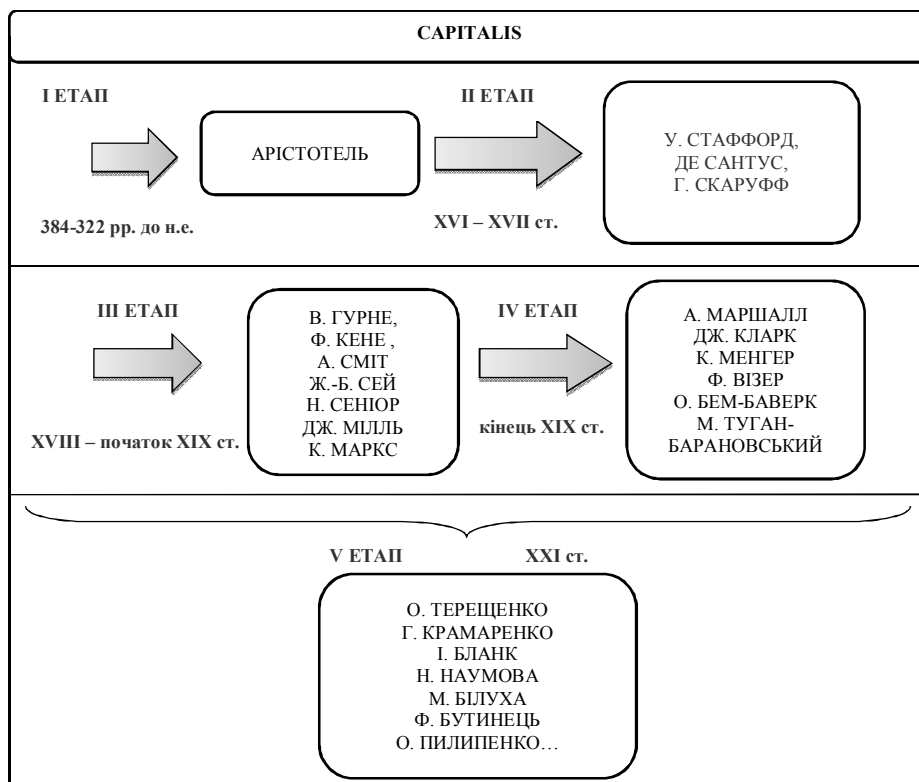 CAPITALIS
І ЕТАП
384-322 рр. до н.е.
АРІСТОТЕЛЬ
ІІ ЕТАП
XVI – XVII ст.
У. СТАФФОРД,
ДЕ САНТУС,
Г. СКАРУФФ
ІІІ ЕТАП
XVIII – початок XIX ст.
В. ГУРНЕ,
Ф. КЕНЕ ,
А. СМІТ
Ж.-Б. СЕЙ
Н. СЕНІОР
ДЖ. МІЛЛЬ
К. МАРКС
IV ЕТАП
кінець XIX ст.
А. МАРШАЛЛ
ДЖ. КЛАРК
К. МЕНГЕР
Ф. ВІЗЕР
О. БЕМ-БАВЕРК
М. ТУГАН-
БАРАНОВСЬКИЙ
V ЕТАП
XXI ст.
О. ТЕРЕЩЕНКО
Г. КРАМАРЕНКО
І. БЛАНК
Н. НАУМОВА
М. БІЛУХА
Ф. БУТИНЕЦЬ
О. ПИЛИПЕНКО…